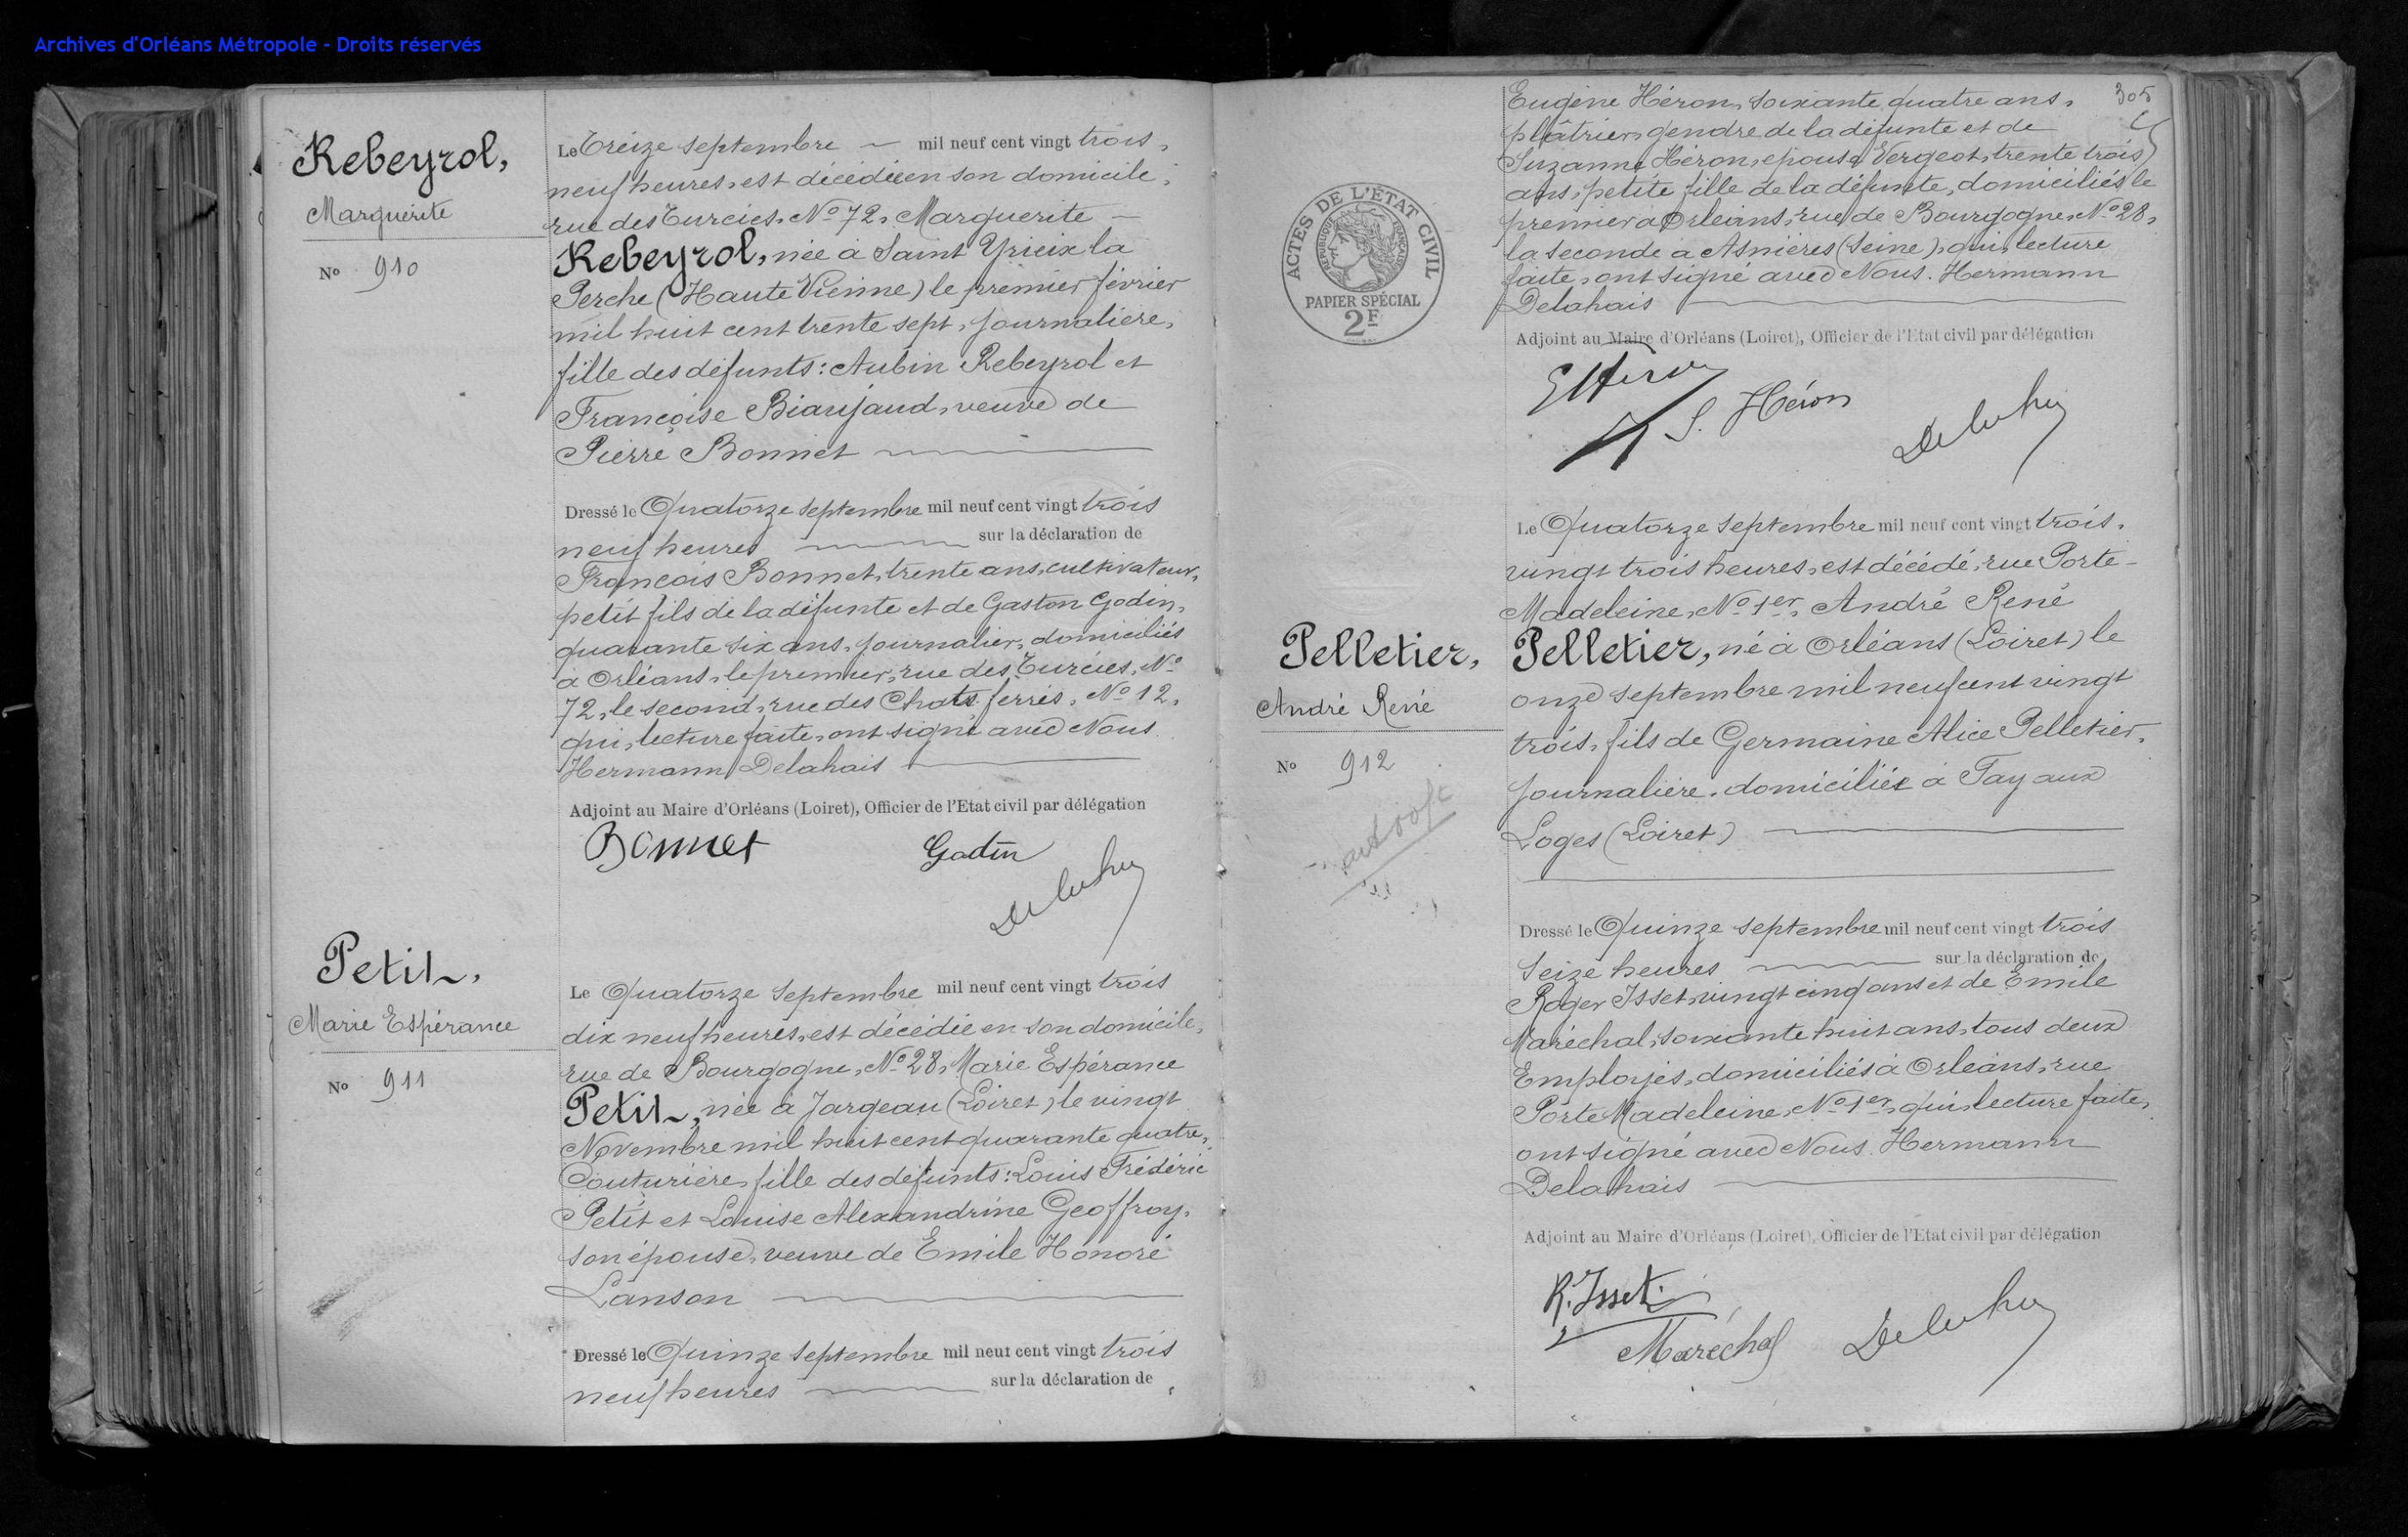 Archives d'Orléans Métropole - Droits réservés
Rebeyrol,
Marguerite
No 910
Le Treize septembre — mil neuf cent vingt trois,
neuf heures, est décédée en son domicile,
rue des Turcies, No 72, Marguerite —
Rebeyrol, née à Saint Yrieix la
Perche (Haute Vienne) le premier février
mil huit cent trente sept, journalière,
fille des défunts: Aubin Rebeyrol et
Françoise Biaujaud, veuve de
Pierre Bonnet
Dressé le Quatorze septembre mil neuf cent vingt trois
neuf heures sur la déclaration de
François Bonnet, trente ans, cultivateur,
petit fils de la défunte et de Gaston Godin,
quarante six ans, journalier, domiciliés
à Orléans, le premier, rue des Turcies, No
72, le second, rue des Chats ferrés, No 12,
qui, lecture faite, ont signé avec Nous
Hermann Delahais
Adjoint au Maire d'Orléans (Loiret), Officier de l'Etat civil par délégation
Bonnet Godin
Petit,
Marie Espérance
No 911
Le Quatorze Septembre mil neuf cent vingt trois
dix neuf heures, est décédée en son domicile,
rue de Bourgogne, No 28, Marie Espérance
Petit, née à Jargeau (Loiret) le vingt
Novembre mil huit cent quarante quatre,
Couturière, fille des défunts: Louis Frédéric
Petit et Louise Alexandrine Geoffroy,
son épouse, veuve de Emile Honoré
Lanson
Dressé le Quinze septembre mil neuf cent vingt trois
neuf heures sur la déclaration de
305
Eugène Héron, soixante quatre ans,
plâtrier, gendre de la défunte et de
Suzanne Héron, épouse Vergeot, trente trois
ans, petite fille de la défunte, domiciliés le
premier à Orléans, rue de Bourgogne, No 28,
la seconde à Asnières (Seine), qui, lecture
faite, ont signé avec Nous. Hermann
Delahais
ACTES DE L'ÉTAT CIVIL
RÉPUBLIQUE FRANÇAISE
PAPIER SPÉCIAL
2F
Adjoint au Maire d'Orléans (Loiret), Officier de l'Etat civil par délégation
S. Héron
Pelletier,
André René
No 912
Le Quatorze septembre mil neuf cent vingt trois,
vingt trois heures, est décédé, rue Porte-
Madeleine, No 1er, André René
Pelletier, né à Orléans (Loiret) le
onze septembre mil neuf cent vingt
trois, fils de Germaine Alice Pelletier,
journalière, domiciliée à Fay aux
Loges (Loiret)
Dressé le Quinze septembre mil neuf cent vingt trois
seize heures sur la déclaration de
Roger Isset, vingt cinq ans et de Emile
Maréchal, soixante huit ans, tous deux
Employés, domiciliés à Orléans, rue
Porte Madeleine, No 1er, qui, lecture faite,
ont signé avec Nous. Hermann
Delahais
Adjoint au Maire d'Orléans (Loiret), Officier de l'Etat civil par délégation
R. Isset.
Maréchal